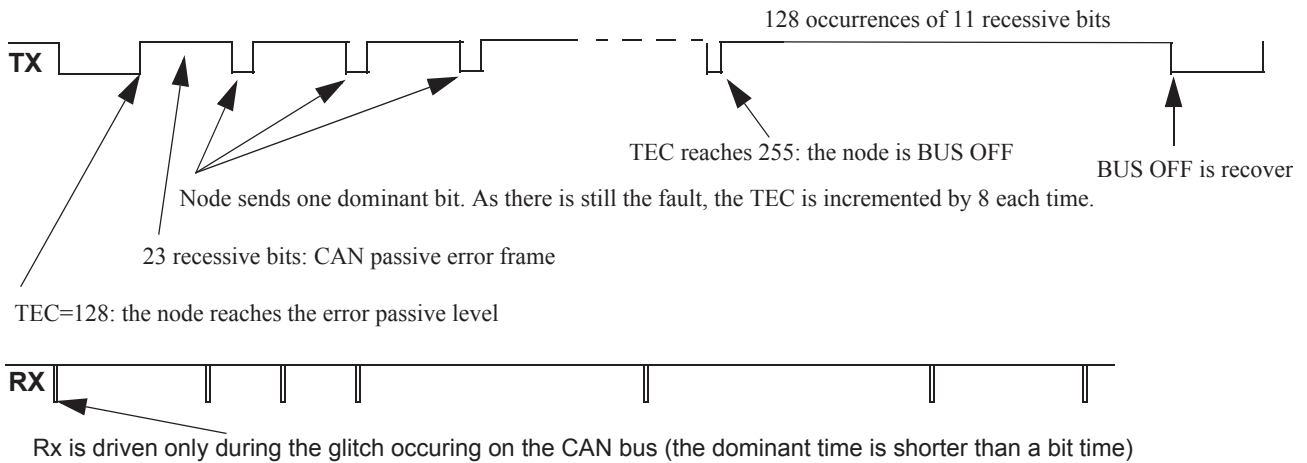 128 occurrences of 11 recessive bits
TX
TEC reaches 255: the node is BUS OFF
BUS OFF is recover
Node sends one dominant bit. As there is still the fault, the TEC is incremented by 8 each time.
23 recessive bits: CAN passive error frame
TEC=128: the node reaches the error passive level
RX
Rx is driven only during the glitch occuring on the CAN bus (the dominant time is shorter than a bit time)